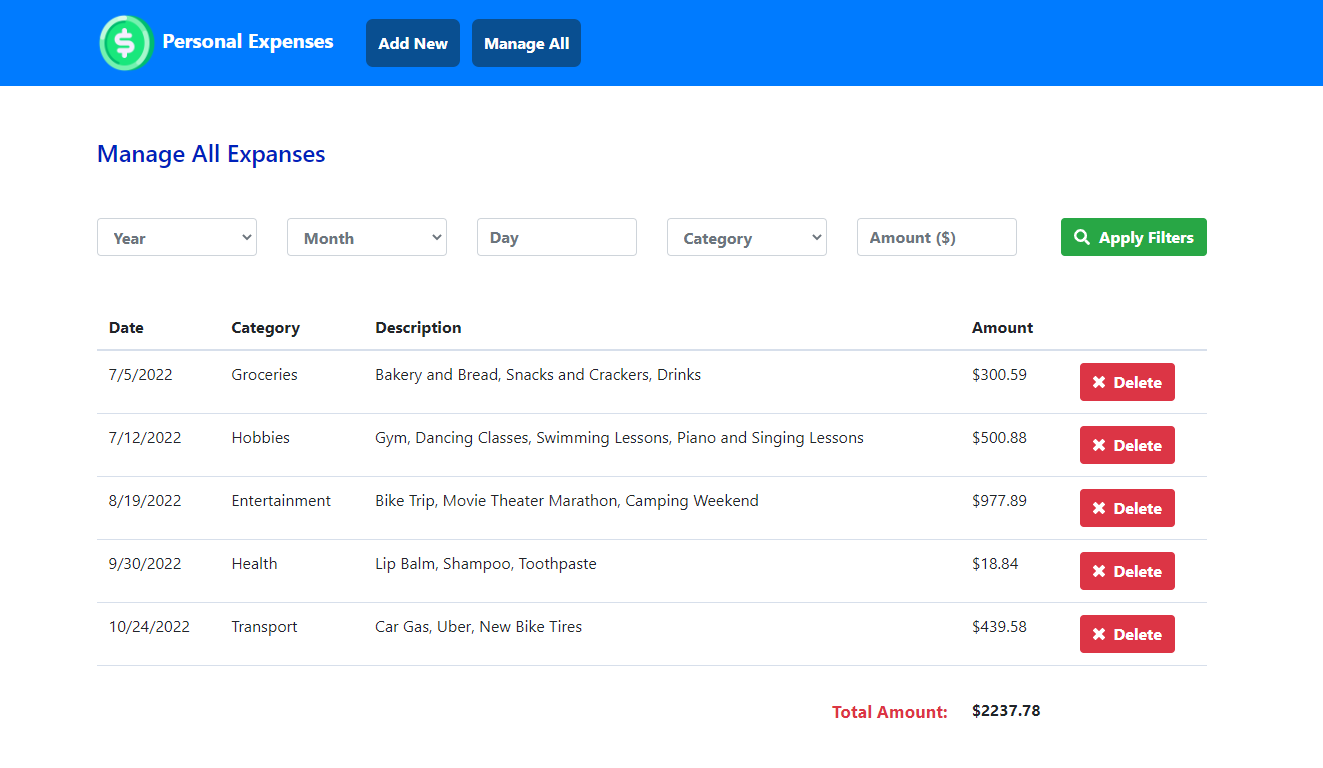 Personal Expenses Add New Manage All
Manage All Expanses
Year Month Day Category Amount ($) Apply Filters
Date Category Description Amount
7/5/2022 Groceries Bakery and Bread, Snacks and Crackers, Drinks $300.59 Delete
7/12/2022 Hobbies Gym, Dancing Classes, Swimming Lessons, Piano and Singing Lessons $500.88 Delete
8/19/2022 Entertainment Bike Trip, Movie Theater Marathon, Camping Weekend $977.89 Delete
9/30/2022 Health Lip Balm, Shampoo, Toothpaste $18.84 Delete
10/24/2022 Transport Car Gas, Uber, New Bike Tires $439.58 Delete
Total Amount: $2237.78